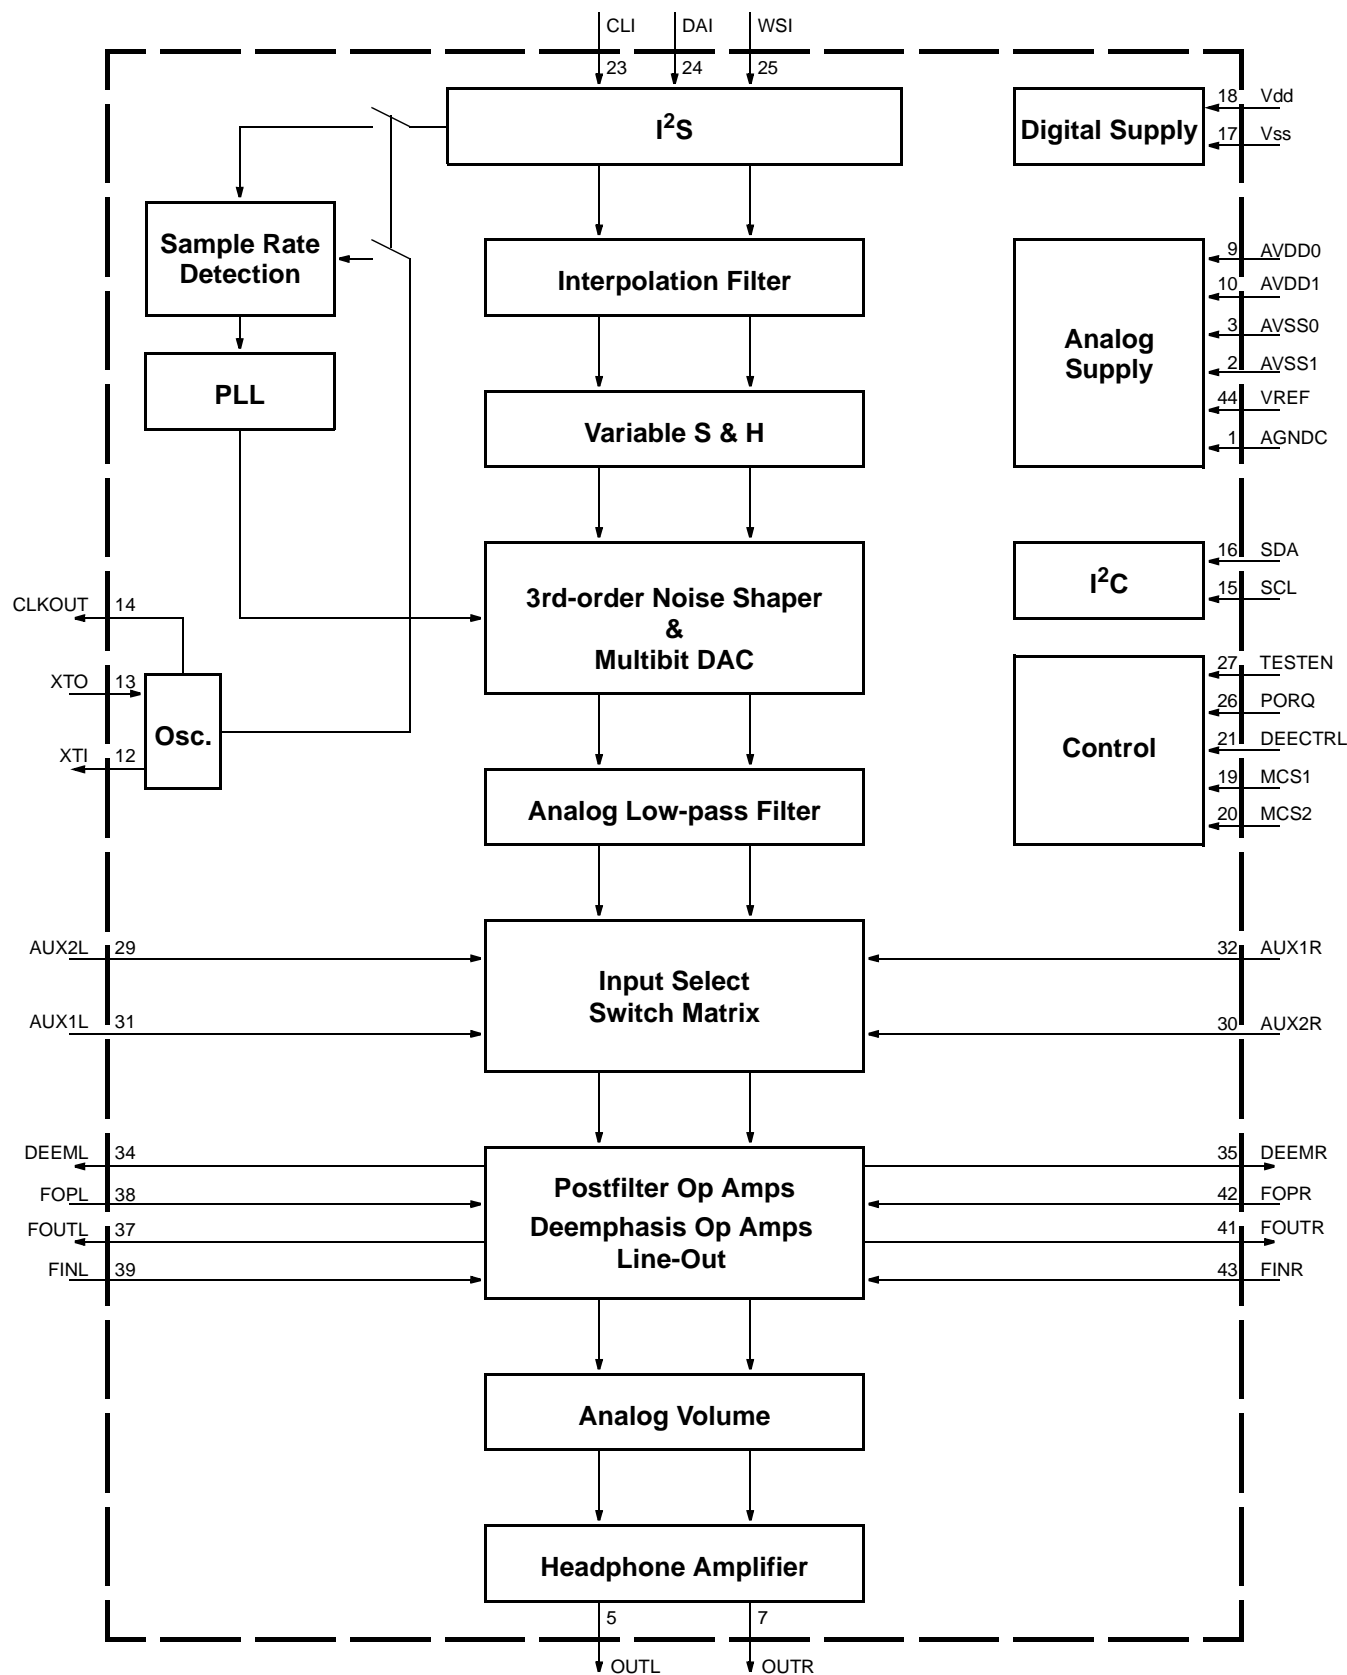 CLI DAI WSI
23 24 25
I²S
Digital Supply
18 Vdd
17 Vss
Sample Rate
Detection
PLL
Interpolation Filter
Variable S & H
Analog
Supply
9 AVDD0
10 AVDD1
3 AVSS0
2 AVSS1
44 VREF
1 AGNDC
3rd-order Noise Shaper
&
Multibit DAC
I²C
16 SDA
15 SCL
CLKOUT 14
XTO 13
XTI 12
Osc.
Control
27 TESTEN
26 PORQ
21 DEECTRL
19 MCS1
20 MCS2
Analog Low-pass Filter
AUX2L 29
AUX1L 31
Input Select
Switch Matrix
32 AUX1R
30 AUX2R
DEEML 34
FOPL 38
FOUTL 37
FINL 39
Postfilter Op Amps
Deemphasis Op Amps
Line-Out
35 DEEMR
42 FOPR
41 FOUTR
43 FINR
Analog Volume
Headphone Amplifier
5 7
OUTL OUTR